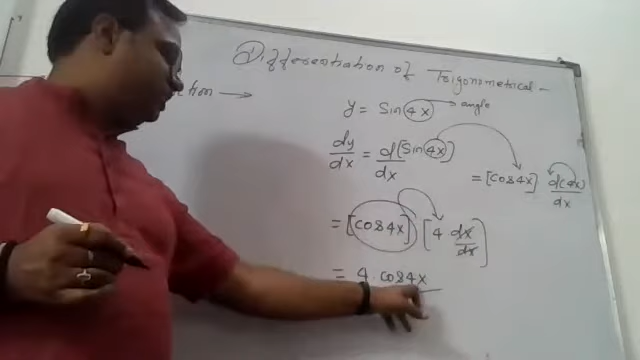 Differentiation of Trigonometrical -
y = Sin 4x → angle
dy/dx = d[Sin 4x]/dx
= [cos4x] d(4x)/dx
= [cos4x] [4 dx/dx]
= 4 . cos4x